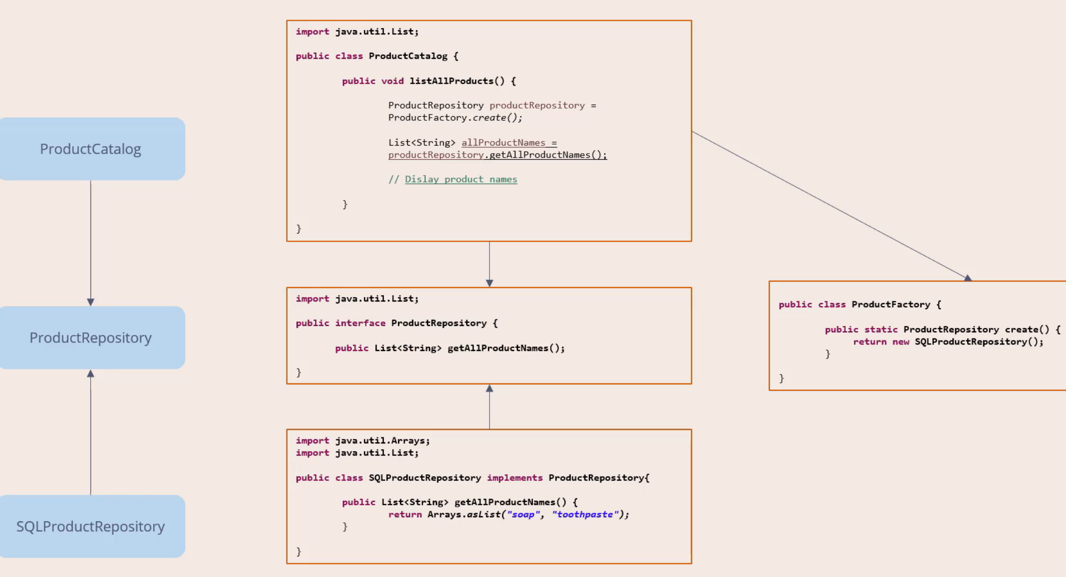 ProductCatalog
ProductRepository
SQLProductRepository
import java.util.List;
public class ProductCatalog {
public void listAllProducts() {
ProductRepository productRepository =
ProductFactory.create();
List<String> allProductNames =
productRepository.getAllProductNames();
// Dislay product names
}
}
import java.util.List;
public interface ProductRepository {
public List<String> getAllProductNames();
}
import java.util.Arrays;
import java.util.List;
public class SQLProductRepository implements ProductRepository{
public List<String> getAllProductNames() {
return Arrays.asList("soap", "toothpaste");
}
}
public class ProductFactory {
public static ProductRepository create() {
return new SQLProductRepository();
}
}